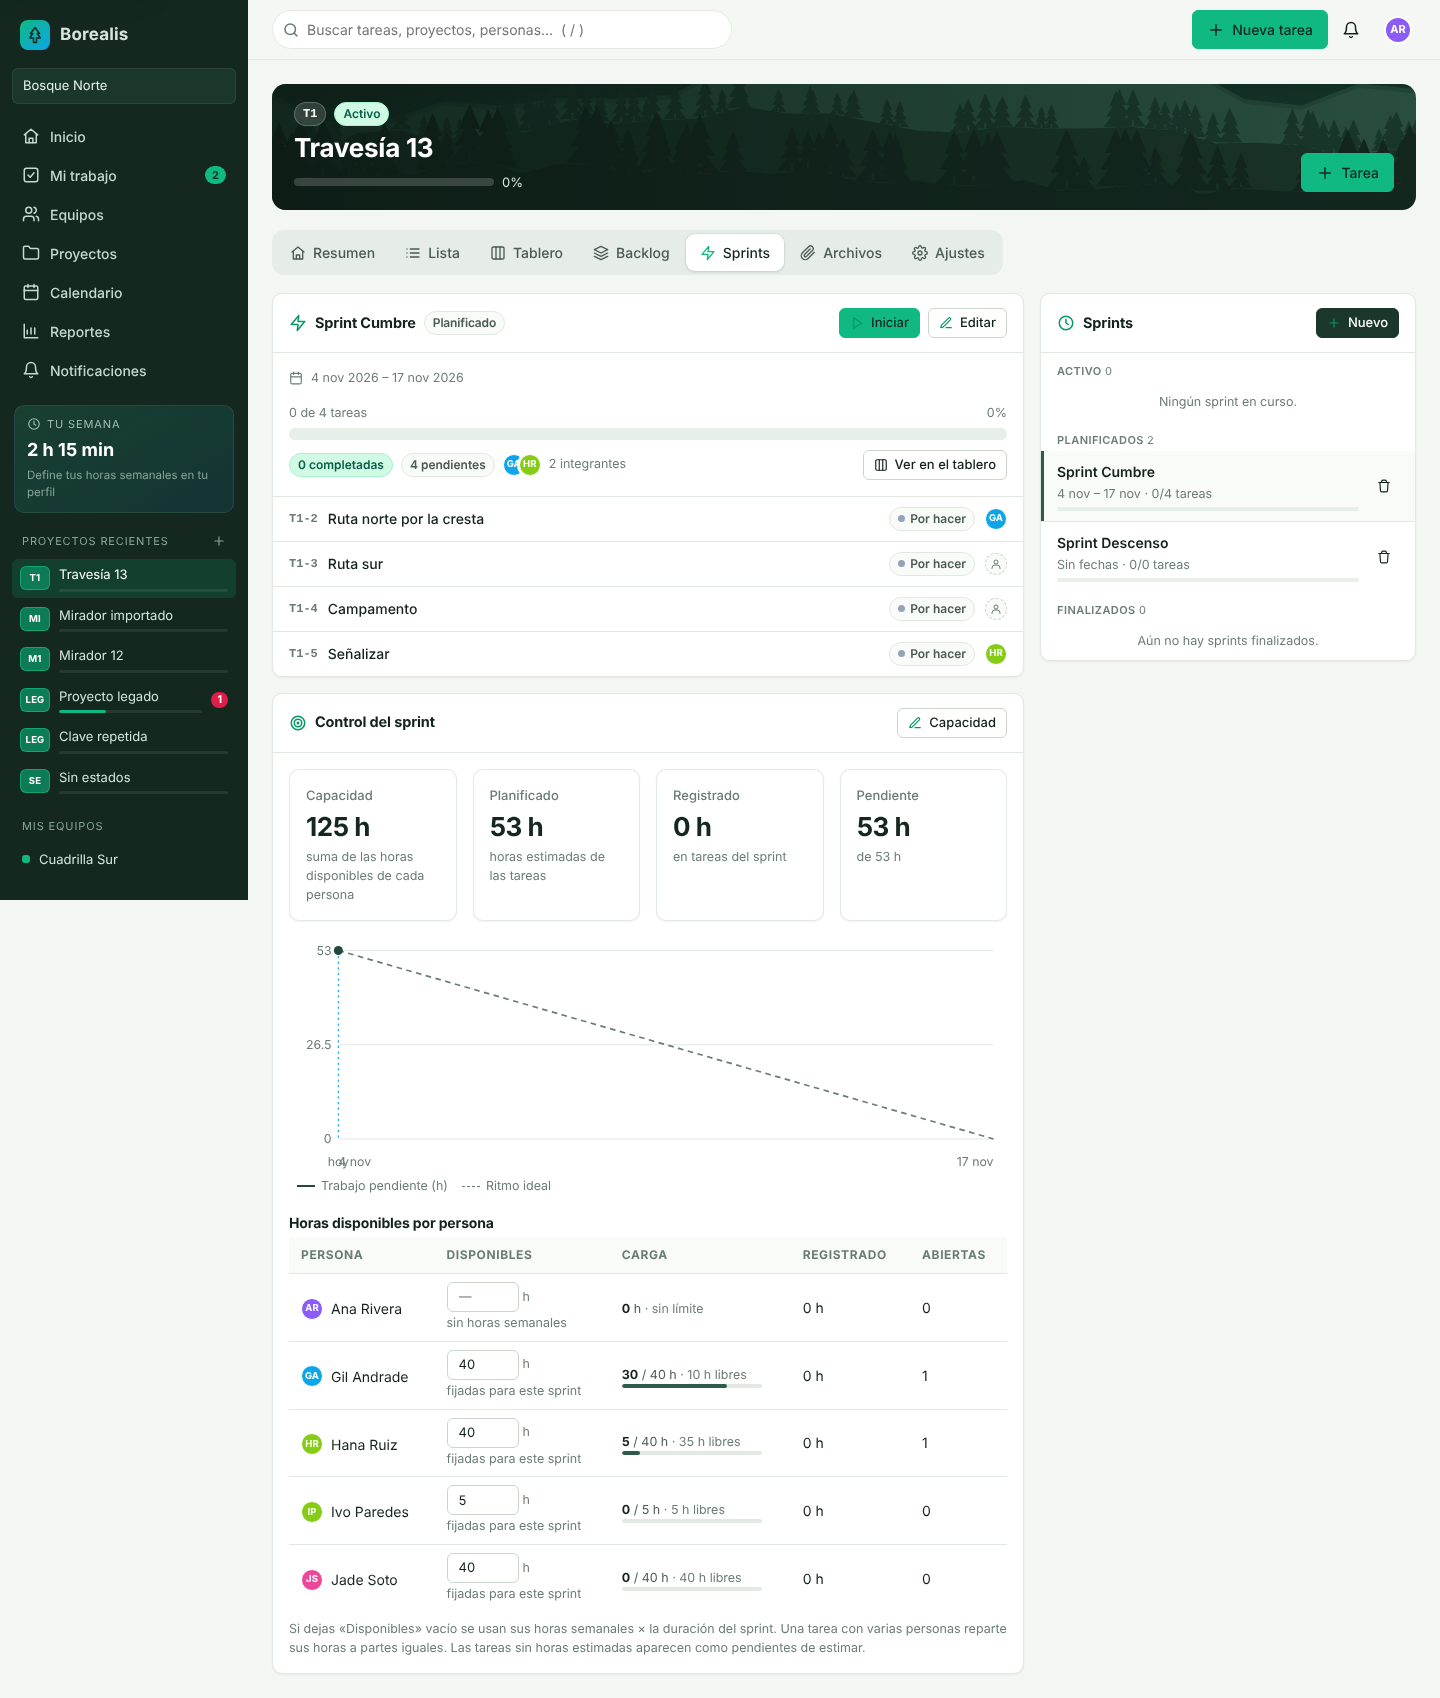 Borealis
Bosque Norte
Inicio
Mi trabajo 2
Equipos
Proyectos
Calendario
Reportes
Notificaciones
TU SEMANA
2 h 15 min
Define tus horas semanales en tu
perfil
PROYECTOS RECIENTES
T1 Travesía 13
MI Mirador importado
M1 Mirador 12
LEG Proyecto legado 1
LEG Clave repetida
SE Sin estados
MIS EQUIPOS
Cuadrilla Sur
Buscar tareas, proyectos, personas... ( / )
Nueva tarea
AR
T1 Activo
Travesía 13
0%
Tarea
Resumen Lista Tablero Backlog Sprints Archivos Ajustes
Sprint Cumbre Planificado Iniciar Editar
4 nov 2026 – 17 nov 2026
0 de 4 tareas 0%
0 completadas 4 pendientes GA HR 2 integrantes Ver en el tablero
T1-2 Ruta norte por la cresta Por hacer GA
T1-3 Ruta sur Por hacer
T1-4 Campamento Por hacer
T1-5 Señalizar Por hacer HR
Sprints Nuevo
ACTIVO 0
Ningún sprint en curso.
PLANIFICADOS 2
Sprint Cumbre
4 nov – 17 nov · 0/4 tareas
Sprint Descenso
Sin fechas · 0/0 tareas
FINALIZADOS 0
Aún no hay sprints finalizados.
Control del sprint Capacidad
Capacidad
125 h
suma de las horas
disponibles de cada
persona
Planificado
53 h
horas estimadas de
las tareas
Registrado
0 h
en tareas del sprint
Pendiente
53 h
de 53 h
53
26.5
0
hoy 4 nov 17 nov
Trabajo pendiente (h) Ritmo ideal
Horas disponibles por persona
PERSONA DISPONIBLES CARGA REGISTRADO ABIERTAS
AR Ana Rivera — h 0 h · sin límite 0 h 0
sin horas semanales
GA Gil Andrade 40 h 30 / 40 h · 10 h libres 0 h 1
fijadas para este sprint
HR Hana Ruiz 40 h 5 / 40 h · 35 h libres 0 h 1
fijadas para este sprint
IP Ivo Paredes 5 h 0 / 5 h · 5 h libres 0 h 0
fijadas para este sprint
JS Jade Soto 40 h 0 / 40 h · 40 h libres 0 h 0
fijadas para este sprint
Si dejas «Disponibles» vacío se usan sus horas semanales × la duración del sprint. Una tarea con varias personas reparte
sus horas a partes iguales. Las tareas sin horas estimadas aparecen como pendientes de estimar.